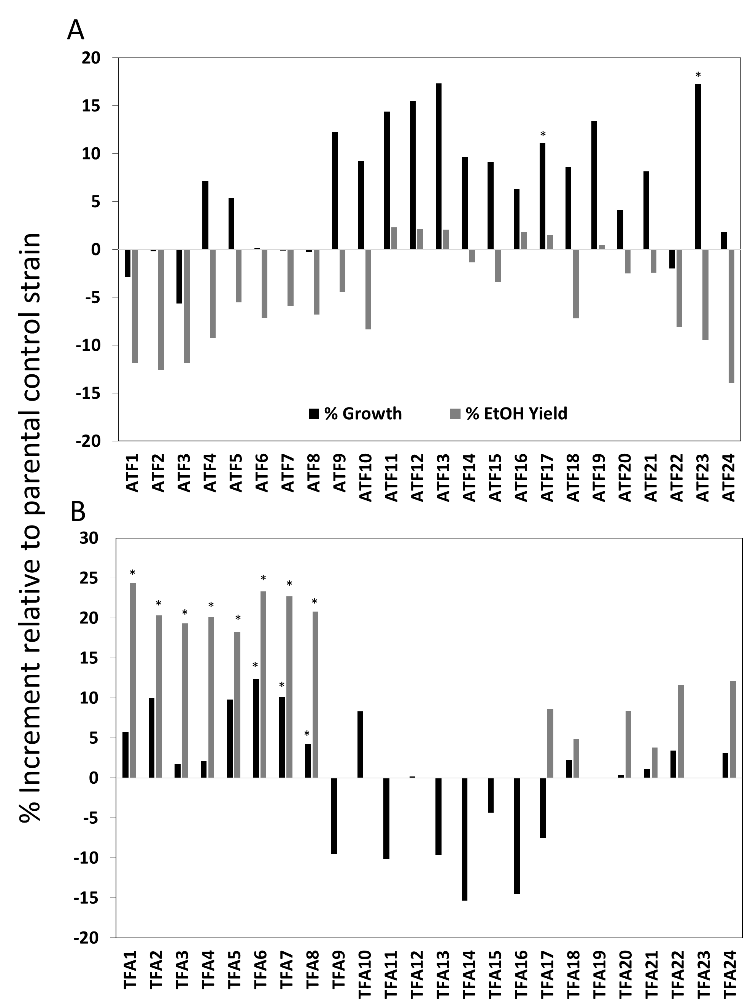 A
% Increment relative to parental control strain
20
15
10
5
0
-5
-10
-15
-20
*
*
% Growth % EtOH Yield
ATF1 ATF2 ATF3 ATF4 ATF5 ATF6 ATF7 ATF8 ATF9 ATF10 ATF11 ATF12 ATF13 ATF14 ATF15 ATF16 ATF17 ATF18 ATF19 ATF20 ATF21 ATF22 ATF23 ATF24
B
30
25
20
15
10
5
0
-5
-10
-15
-20
* * * * * * * *
* * *
TFA1 TFA2 TFA3 TFA4 TFA5 TFA6 TFA7 TFA8 TFA9 TFA10 TFA11 TFA12 TFA13 TFA14 TFA15 TFA16 TFA17 TFA18 TFA19 TFA20 TFA21 TFA22 TFA23 TFA24